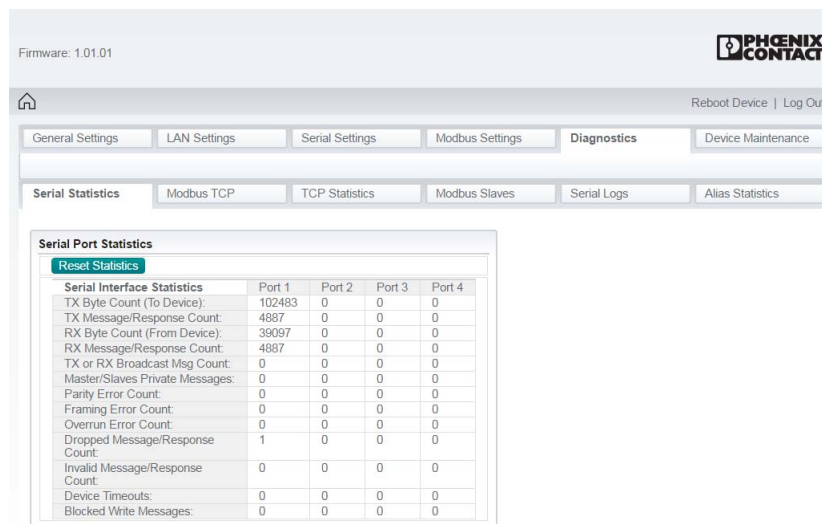 Firmware: 1.01.01
PHŒNIX
CONTACT
Reboot Device | Log Ou
General Settings LAN Settings Serial Settings Modbus Settings Diagnostics Device Maintenance
Serial Statistics Modbus TCP TCP Statistics Modbus Slaves Serial Logs Alias Statistics
Serial Port Statistics
Reset Statistics
Serial Interface Statistics Port 1 Port 2 Port 3 Port 4
TX Byte Count (To Device): 102483 0 0 0
TX Message/Response Count: 4887 0 0 0
RX Byte Count (From Device): 39097 0 0 0
RX Message/Response Count: 4887 0 0 0
TX or RX Broadcast Msg Count: 0 0 0 0
Master/Slaves Private Messages: 0 0 0 0
Parity Error Count: 0 0 0 0
Framing Error Count: 0 0 0 0
Overrun Error Count: 0 0 0 0
Dropped Message/Response 1 0 0 0
Count:
Invalid Message/Response 0 0 0 0
Count:
Device Timeouts: 0 0 0 0
Blocked Write Messages: 0 0 0 0